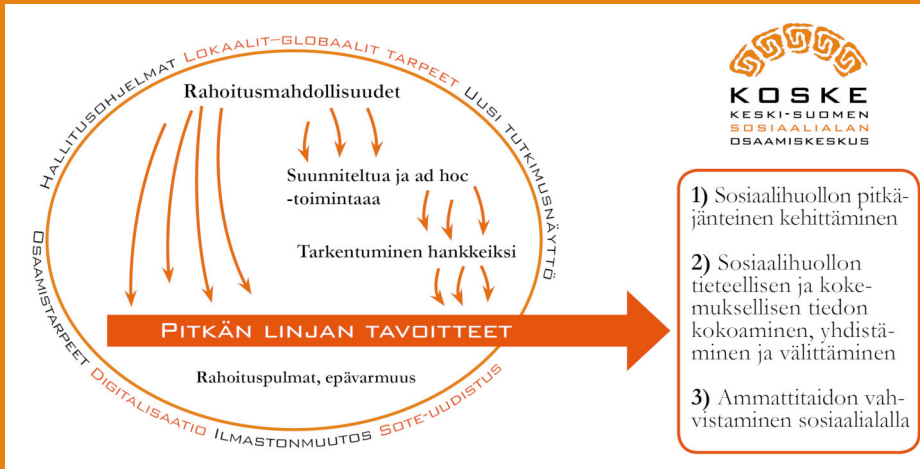 Hallitusohjelmat Lokaalit–globaalit tarpeet Uusi tutkimusnäyttö
Rahoitusmahdollisuudet
Suunniteltua ja ad hoc
-toimintaaa
Tarkentuminen hankkeiksi
Pitkän linjan tavoitteet
Rahoituspulmat, epävarmuus
Osaamistarpeet Digitalisaatio Ilmastonmuutos Sote-uudistus
KOSKE
KESKI-SUOMEN
SOSIAALIALAN
OSAAMISKESKUS
1) Sosiaalihuollon pitkä-
jänteinen kehittäminen
2) Sosiaalihuollon
tieteellisen ja koke-
muksellisen tiedon
kokoaminen, yhdistä-
minen ja välittäminen
3) Ammattitaidon vah-
vistaminen sosiaalialalla